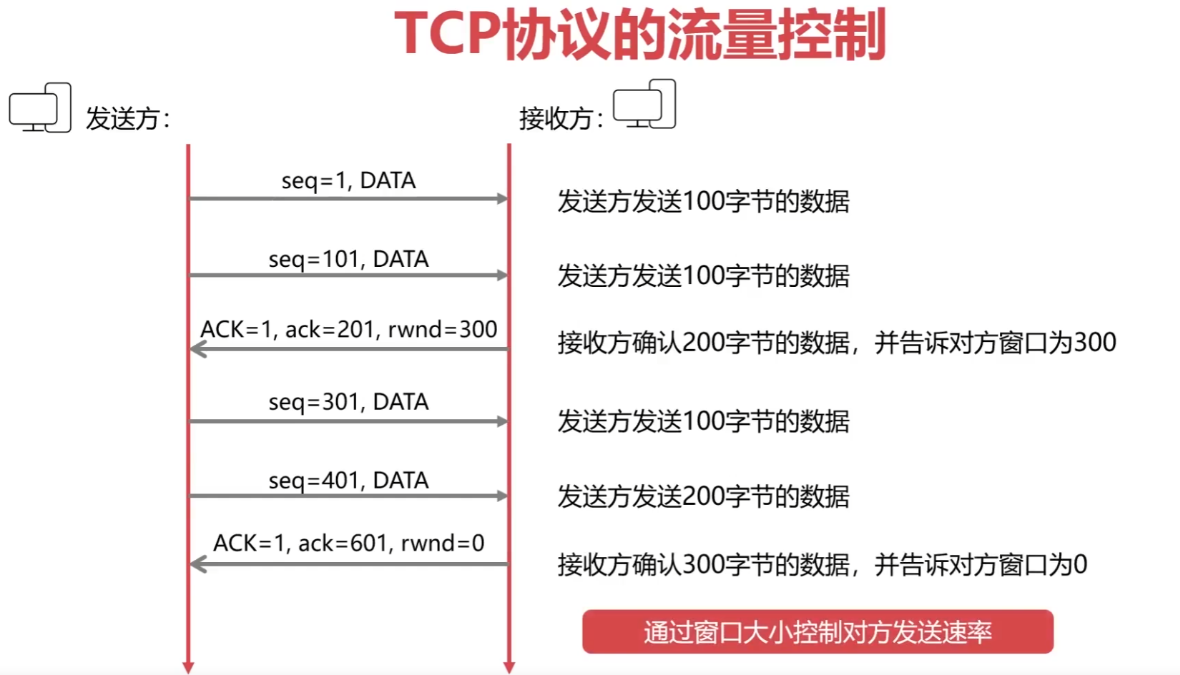 TCP协议的流量控制
发送方：
接收方：
seq=1, DATA
发送方发送100字节的数据
seq=101, DATA
发送方发送100字节的数据
ACK=1, ack=201, rwnd=300
接收方确认200字节的数据，并告诉对方窗口为300
seq=301, DATA
发送方发送100字节的数据
seq=401, DATA
发送方发送200字节的数据
ACK=1, ack=601, rwnd=0
接收方确认300字节的数据，并告诉对方窗口为0
通过窗口大小控制对方发送速率